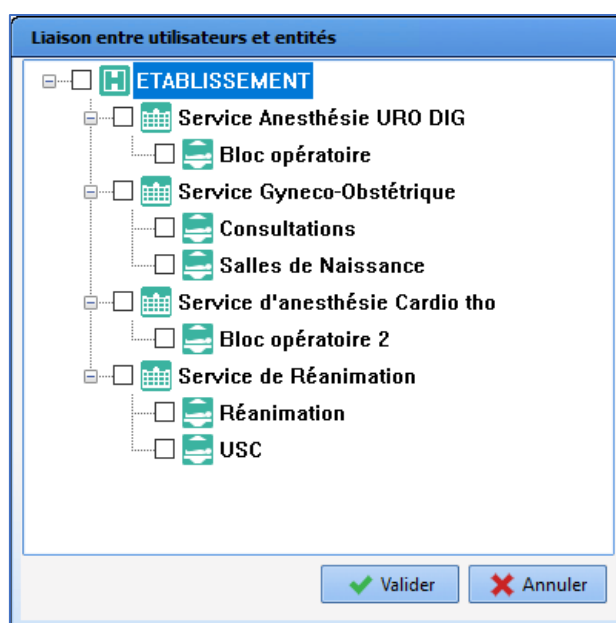 Liaison entre utilisateurs et entités
ETABLISSEMENT
Service Anesthésie URO DIG
Bloc opératoire
Service Gyneco-Obstétrique
Consultations
Salles de Naissance
Service d'anesthésie Cardio tho
Bloc opératoire 2
Service de Réanimation
Réanimation
USC
Valider Annuler